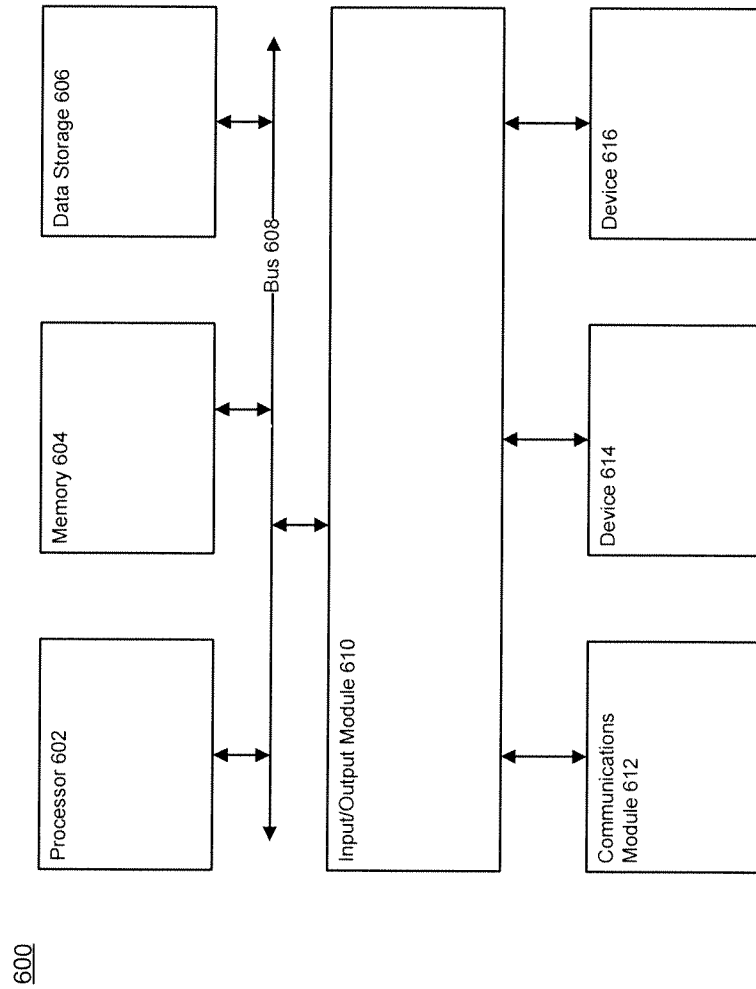 600
Processor 602
Memory 604
Data Storage 606
Bus 608
Input/Output Module 610
Communications
Module 612
Device 614
Device 616